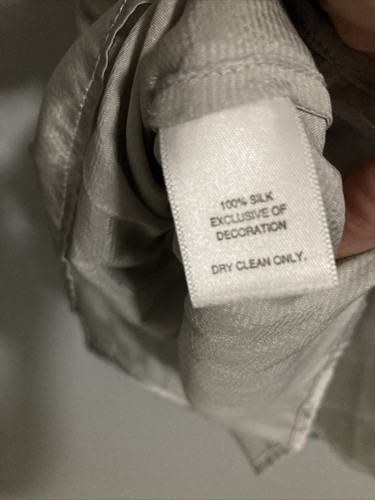 100% SILK
EXCLUSIVE OF
DECORATION
DRY CLEAN ONLY.